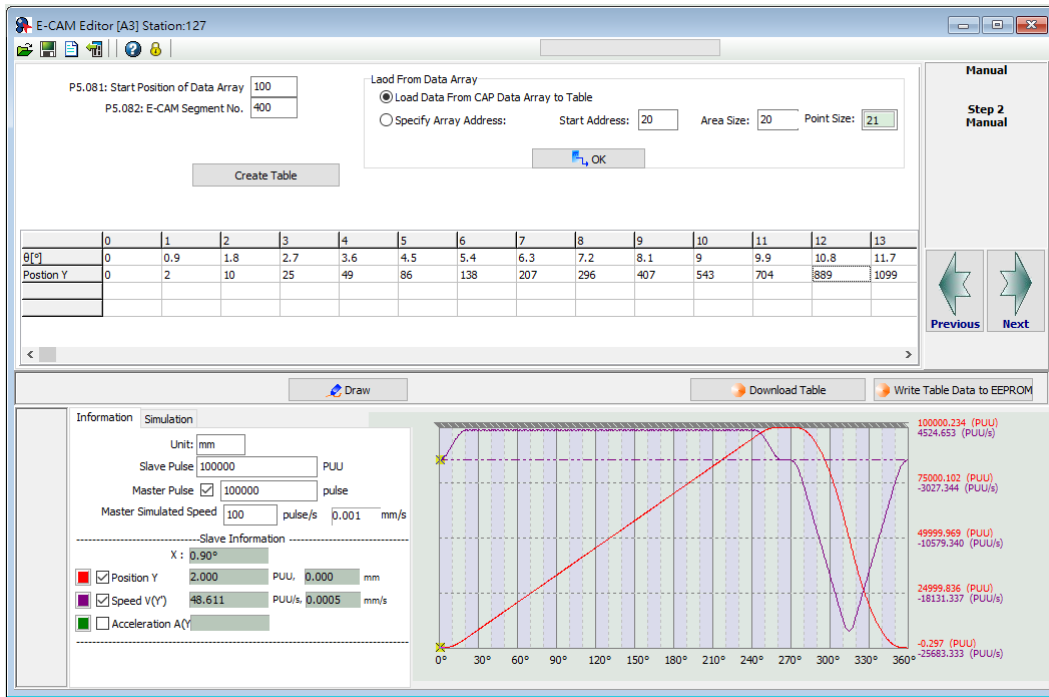 E-CAM Editor [A3] Station:127
P5.081: Start Position of Data Array 100
P5.082: E-CAM Segment No. 400
Create Table
Laod From Data Array
Load Data From CAP Data Array to Table
Specify Array Address: Start Address: 20 Area Size: 20 Point Size: 21
OK
Manual
Step 2
Manual
0 1 2 3 4 5 6 7 8 9 10 11 12 13
θ[º] 0 0.9 1.8 2.7 3.6 4.5 5.4 6.3 7.2 8.1 9 9.9 10.8 11.7
Postion Y 0 2 10 25 49 86 138 207 296 407 543 704 889 1099
Previous Next
Draw Download Table Write Table Data to EEPROM
Information Simulation
Unit: mm
Slave Pulse 100000 PUU
Master Pulse 100000 pulse
Master Simulated Speed 100 pulse/s 0.001 mm/s
Slave Information
X : 0.90°
Position Y 2.000 PUU, 0.000 mm
Speed V(Y') 48.611 PUU/s, 0.0005 mm/s
Acceleration A(Y
100000.234 (PUU)
4524.653 (PUU/s)
75000.102 (PUU)
-3027.344 (PUU/s)
49999.969 (PUU)
-10579.340 (PUU/s)
24999.836 (PUU)
-18131.337 (PUU/s)
-0.297 (PUU)
-25683.333 (PUU/s)
0° 30° 60° 90° 120° 150° 180° 210° 240° 270° 300° 330° 360°